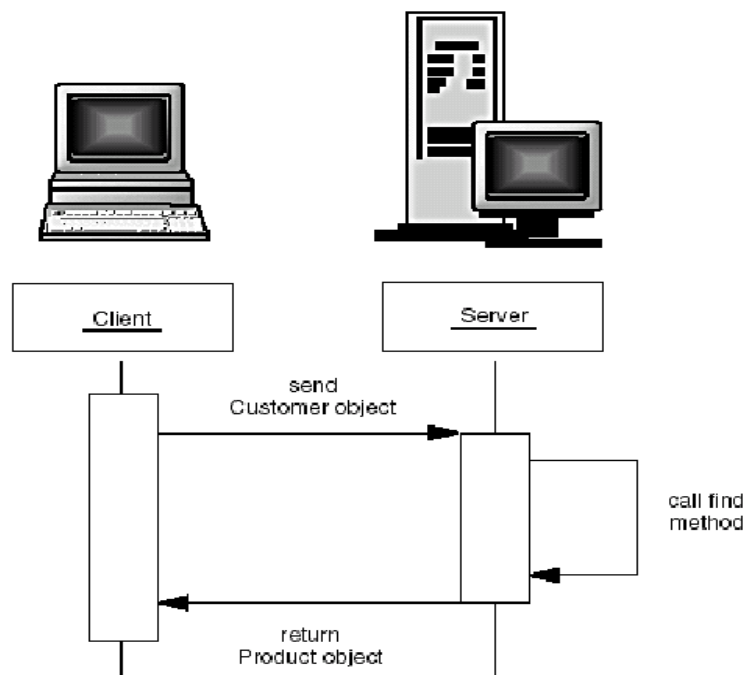 Client
Server
send
Customer object
call find
method
return
Product object